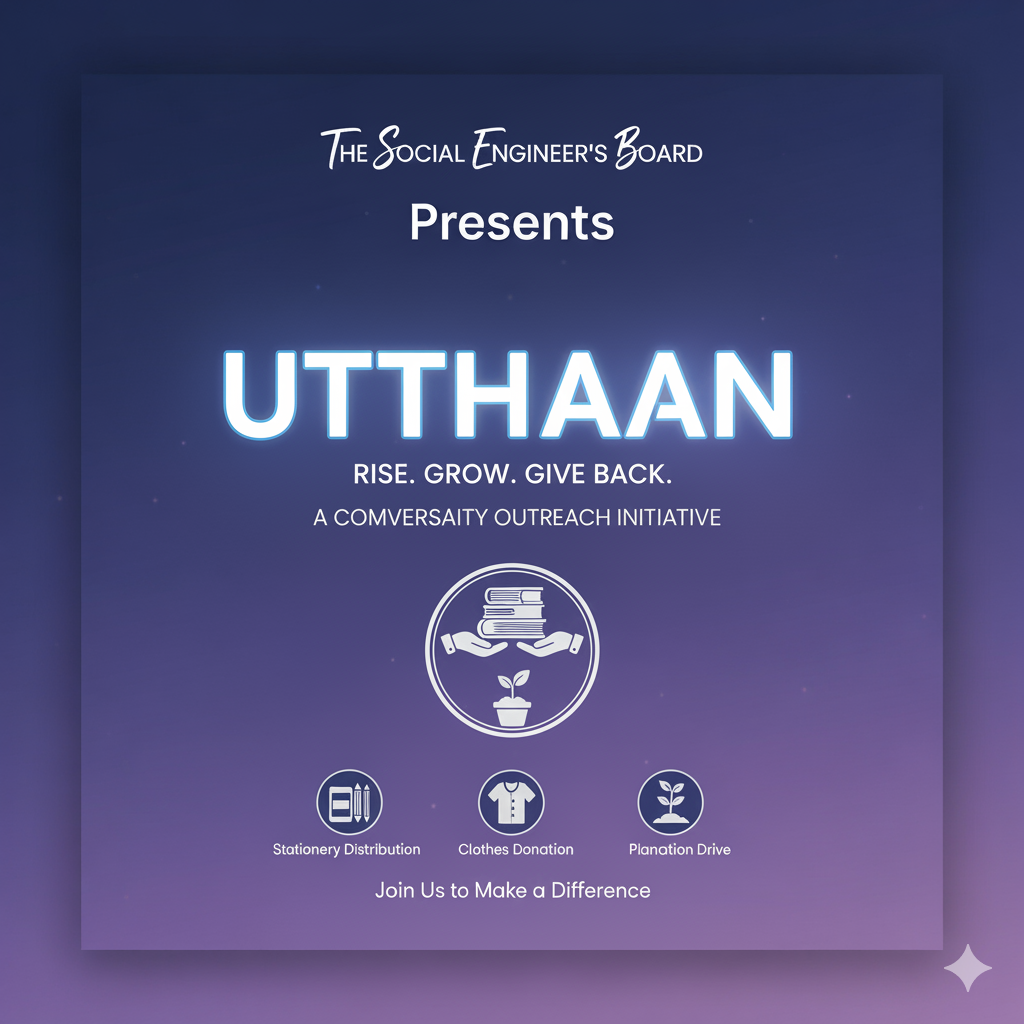 THE SOCIAL ENGINEER'S BOARD
Presents
UTTHAAN
RISE. GROW. GIVE BACK.
A COMVERSAITY OUTREACH INITIATIVE
Stationery Distribution
Clothes Donation
Planation Drive
Join Us to Make a Difference